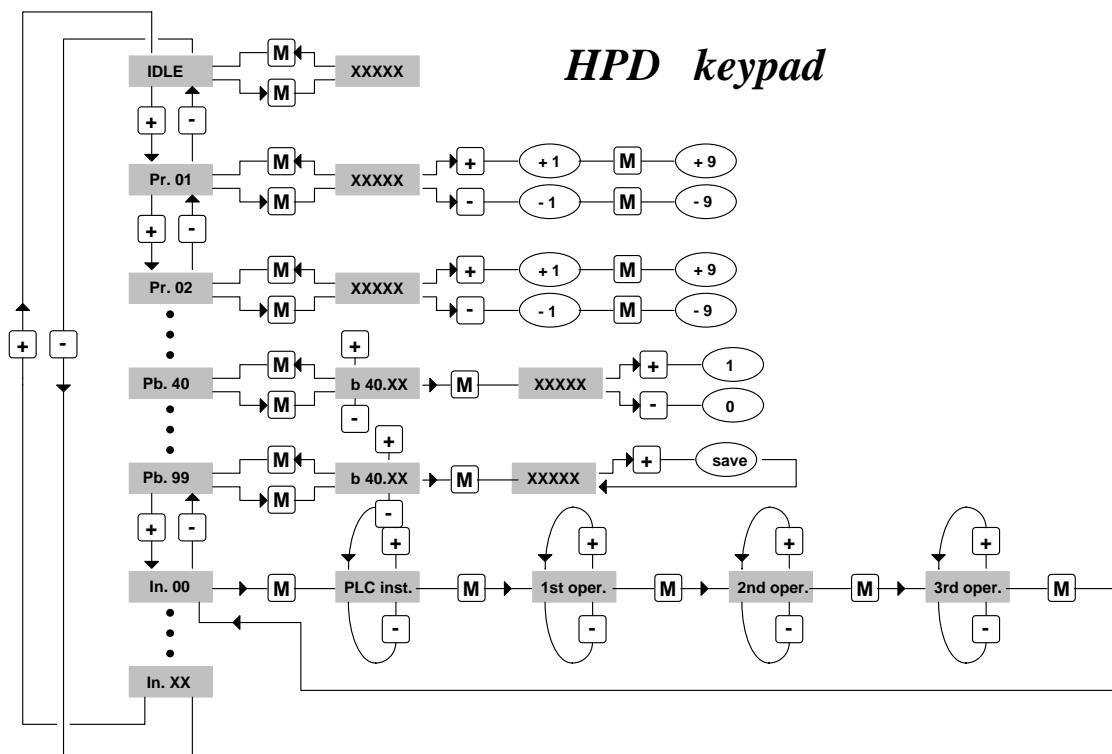 HPD keypad
M
IDLE XXXXX
M
+ -
M + +1 M +9
Pr. 01 XXXXX
M - -1 M -9
+ -
M + +1 M +9
Pr. 02 XXXXX
M - -1 M -9
+ - +
M + 1
Pb. 40 b 40.XX M XXXXX
M - - 0
+
M + save
Pb. 99 b 40.XX M XXXXX
M
-
+ - + + + +
In. 00 M PLC inst. M 1st oper. M 2nd oper. M 3rd oper. M
- - - -
In. XX